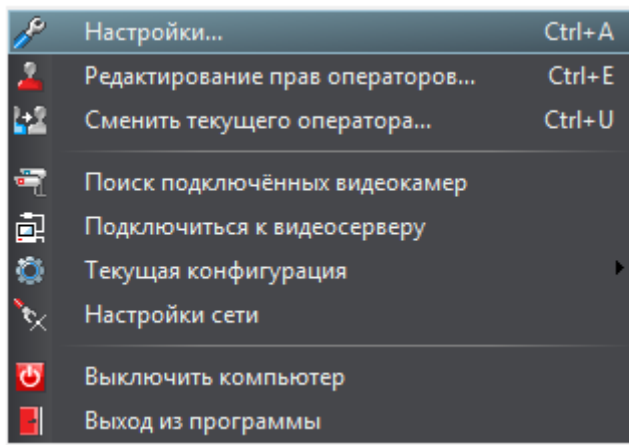 Настройки... Ctrl+A
Редактирование прав операторов... Ctrl+E
Сменить текущего оператора... Ctrl+U
Поиск подключённых видеокамер
Подключиться к видеосерверу
Текущая конфигурация
Настройки сети
Выключить компьютер
Выход из программы